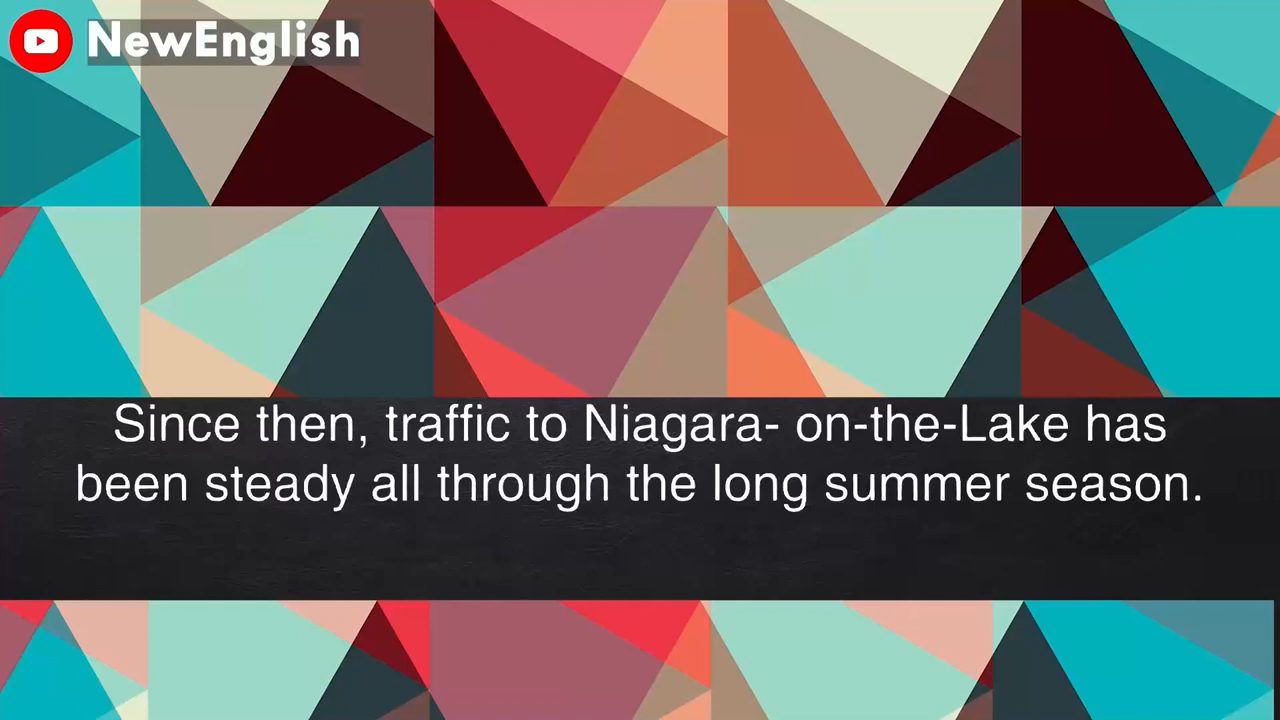 NewEnglish
Since then, traffic to Niagara- on-the-Lake has
been steady all through the long summer season.